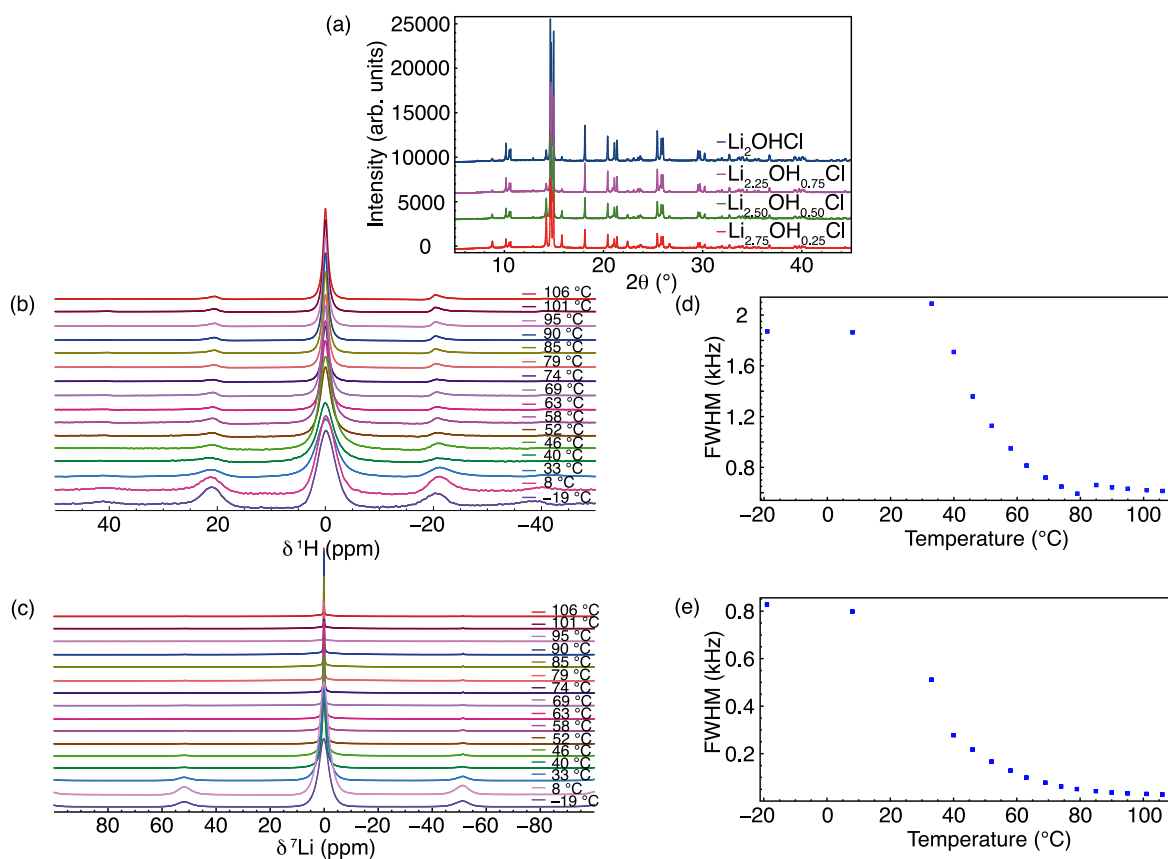 (a)
25000
20000
15000
10000
5000
0
Intensity (arb. units)
Li₂OHCl
Li₂.₂₅OH₀.₇₅Cl
Li₂.₅₀OH₀.₅₀Cl
Li₂.₇₅OH₀.₂₅Cl
10 20 30 40
2θ (°)
(b)
106 °C
101 °C
95 °C
90 °C
85 °C
79 °C
74 °C
69 °C
63 °C
58 °C
52 °C
46 °C
40 °C
33 °C
8 °C
−19 °C
40 20 0 −20 −40
δ ¹H (ppm)
(c)
106 °C
101 °C
95 °C
90 °C
85 °C
79 °C
74 °C
69 °C
63 °C
58 °C
52 °C
46 °C
40 °C
33 °C
8 °C
−19 °C
80 60 40 20 0 −20 −40 −60 −80
δ ⁷Li (ppm)
(d)
2
1.6
1.2
0.8
FWHM (kHz)
−20 0 20 40 60 80 100
Temperature (°C)
(e)
0.8
0.6
0.4
0.2
FWHM (kHz)
−20 0 20 40 60 80 100
Temperature (°C)